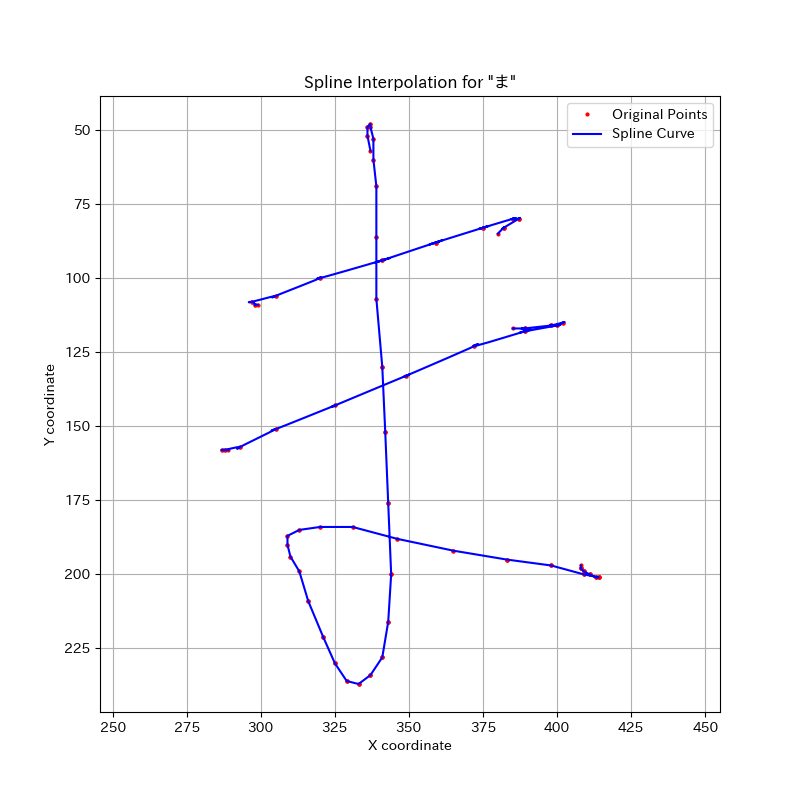 Spline Interpolation for "ま"
Original Points
Spline Curve
Y coordinate
50
75
100
125
150
175
200
225
ま
250 275 300 325 350 375 400 425 450
X coordinate